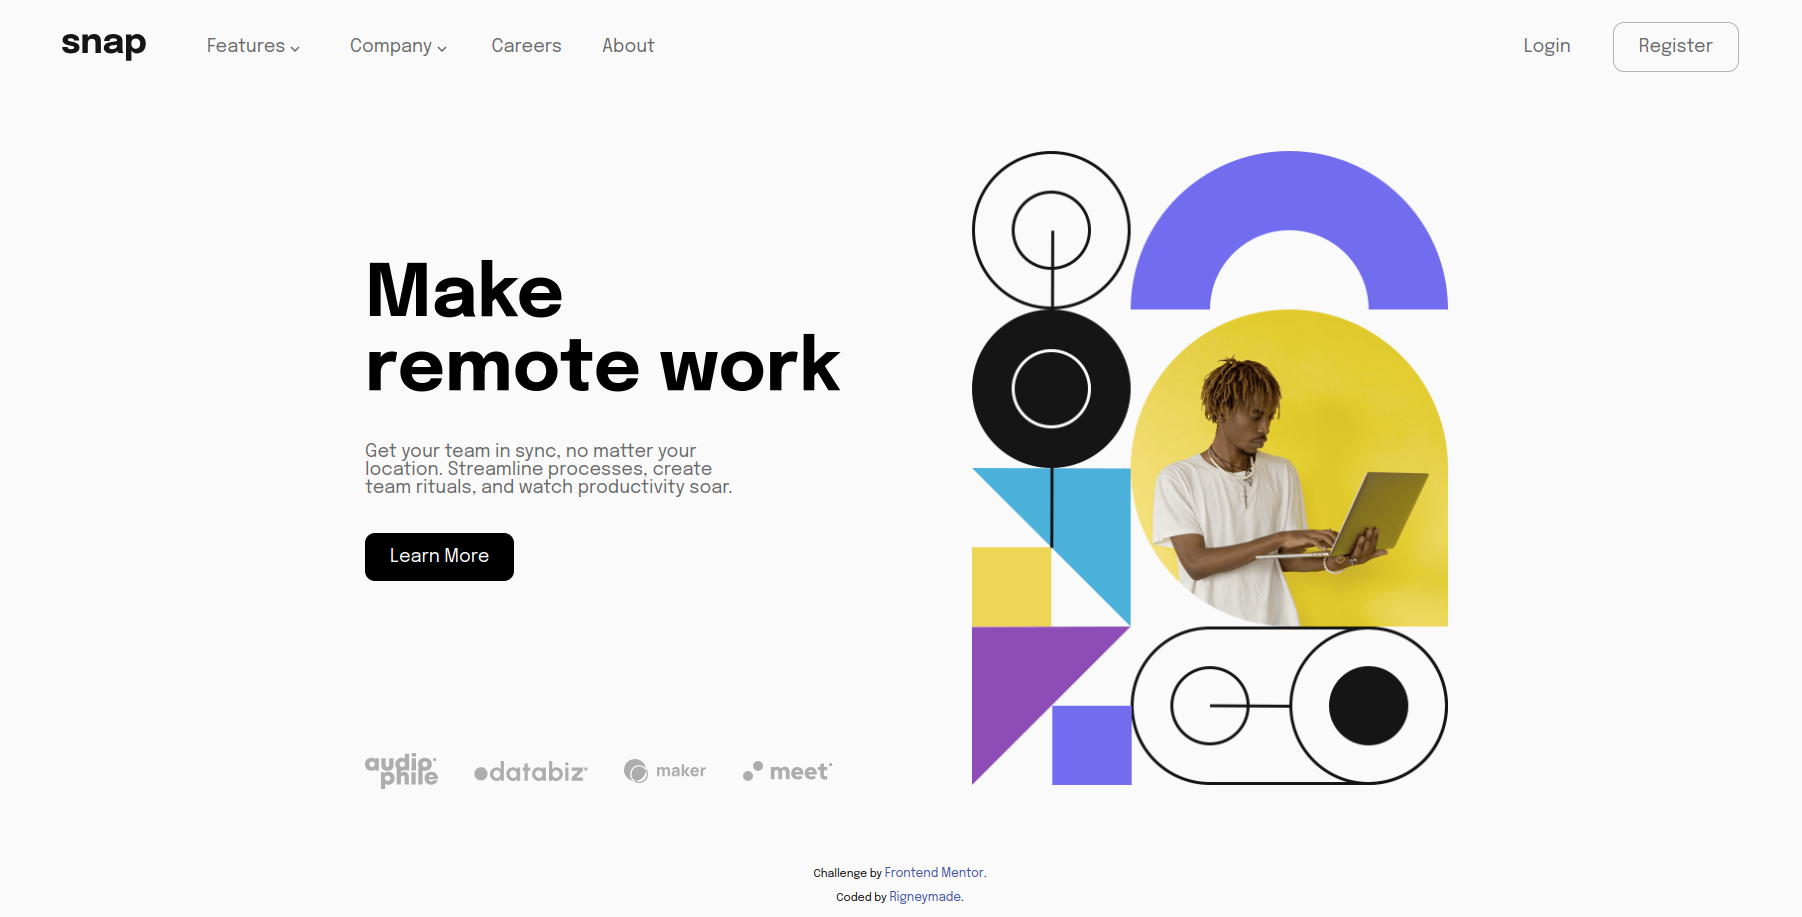 snap
Features
Company
Careers
About
Login
Register
Make
remote work
Get your team in sync, no matter your
location. Streamline processes, create
team rituals, and watch productivity soar.
Learn More
audio
phile
databiz
maker
meet
Challenge by Frontend Mentor.
Coded by Rigneymade.